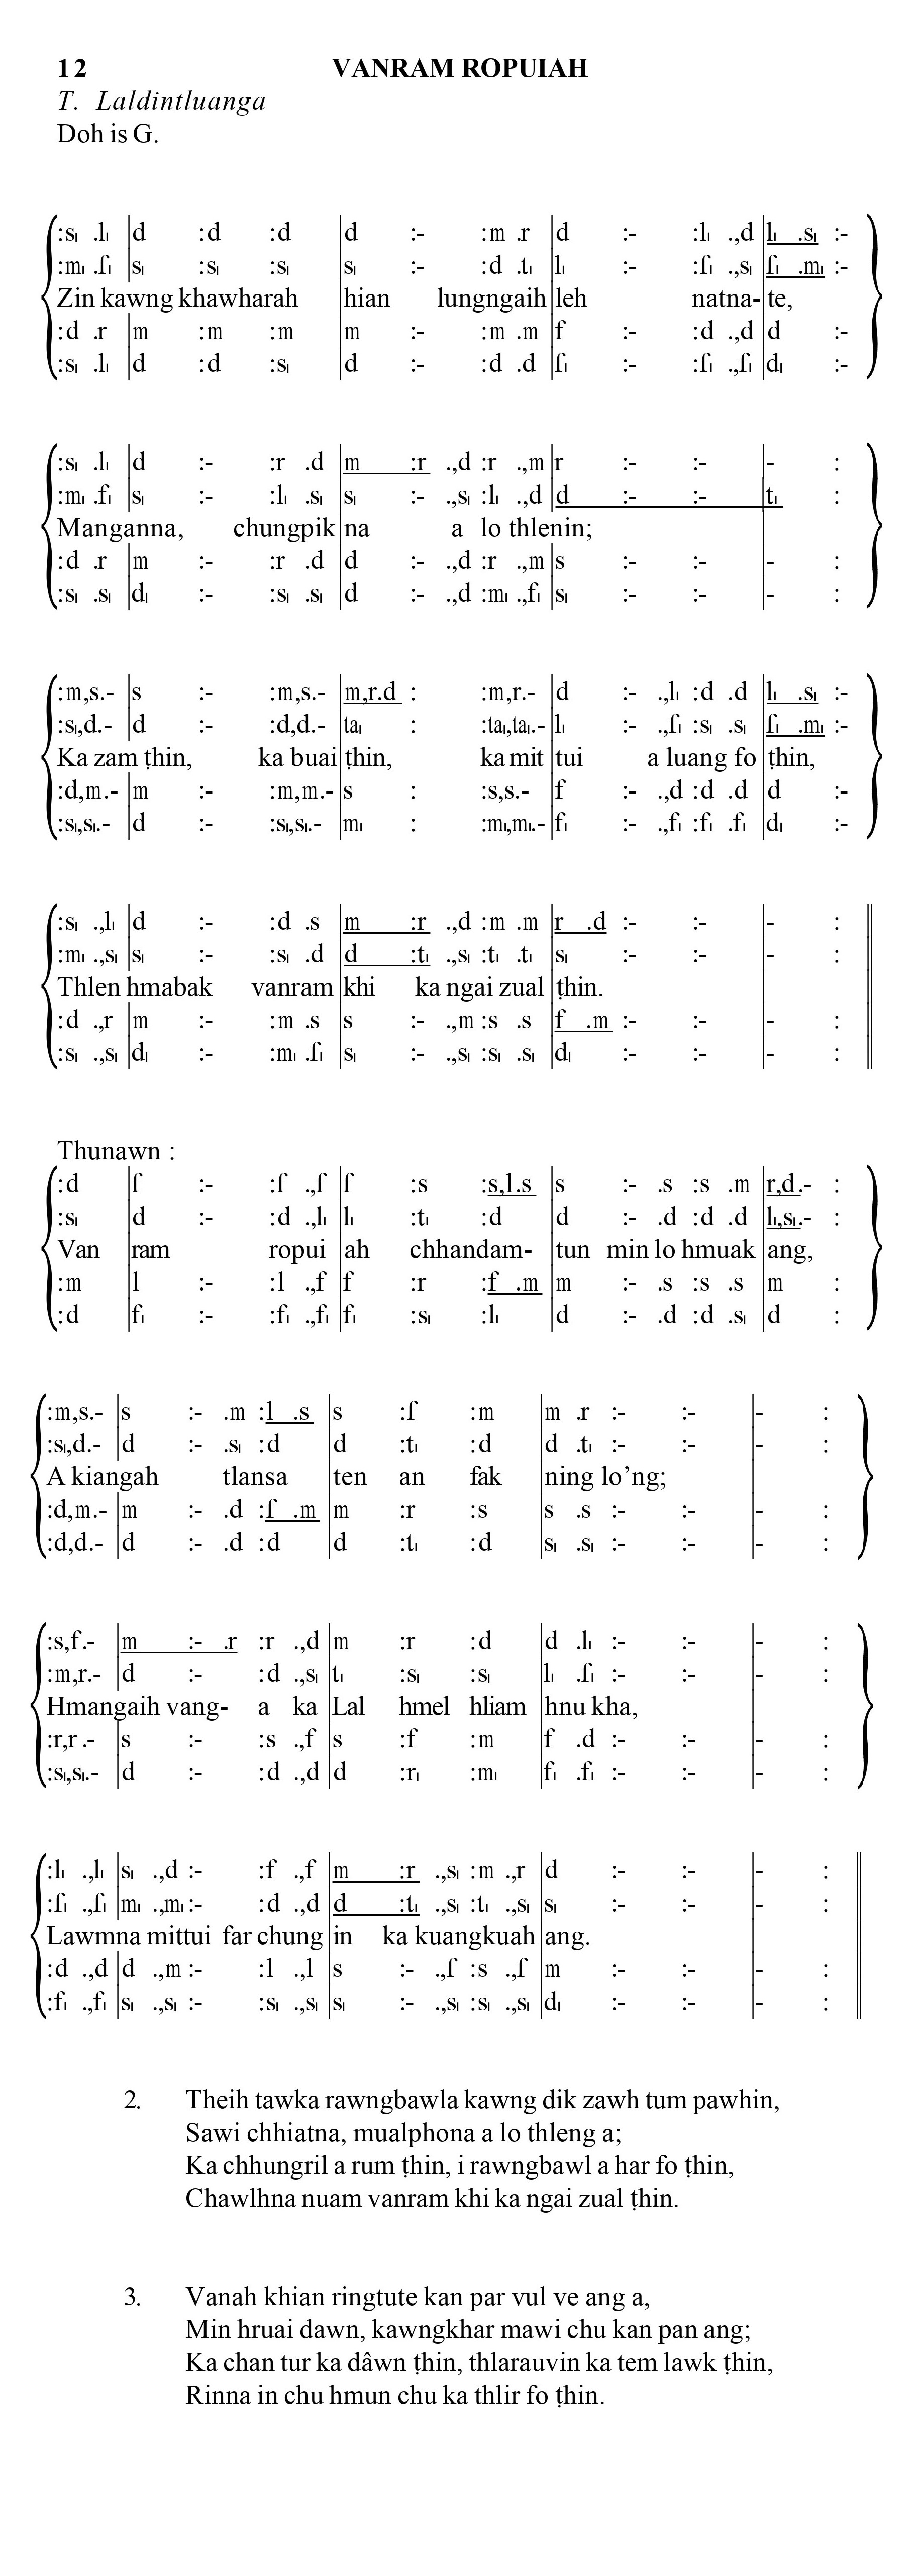 12 VANRAM ROPUIAH
T. Laldintluanga
Doh is G.
:s₁ .l₁ |d :d :d |d :- :m .r |d :- :l₁ .,d |l₁ .s₁ :-
:m₁ .f₁ |s₁ :s₁ :s₁ |s₁ :- :d .t₁ |l₁ :- :f₁ .,s₁ |f₁ .m₁ :-
Zin kawng khawharah hian lungngaih leh natna- te,
:d .r |m :m :m |m :- :m .m |f :- :d .,d |d :-
:s₁ .l₁ |d :d :s₁ |d :- :d .d |f₁ :- :f₁ .,f₁ |d₁ :-
:s₁ .l₁ |d :- :r .d |m :r .,d :r .,m |r :- :- |- :
:m₁ .f₁ |s₁ :- :l₁ .s₁ |s₁ :- .,s₁ :l₁ .,d |d :- :- |t₁ :
Manganna, chungpik na a lo thlenin;
:d .r |m :- :r .d |d :- .,d :r .,m |s :- :- |- :
:s₁ .s₁ |d₁ :- :s₁ .s₁ |d :- .,d :m₁ .,f₁ |s₁ :- :- |- :
:m,s.- |s :- :m,s.- |m,r.d : :m,r.- |d :- .,l₁ :d .d |l₁ .s₁ :-
:s₁,d.- |d :- :d,d.- |ta₁ : :ta₁,ta₁.- |l₁ :- .,f₁ :s₁ .s₁ |f₁ .m₁ :-
Ka zam ṭhin, ka buai ṭhin, ka mit tui a luang fo ṭhin,
:d,m.- |m :- :m,m.- |s : :s,s.- |f :- .,d :d .d |d :-
:s₁,s₁.- |d :- :s₁,s₁.- |m₁ : :m₁,m₁.- |f₁ :- .,f₁ :f₁ .f₁ |d₁ :-
:s₁ .,l₁ |d :- :d .s |m :r .,d :m .m |r .d :- :- |- :
:m₁ .,s₁ |s₁ :- :s₁ .d |d :t₁ .,s₁ :t₁ .t₁ |s₁ :- :- |- :
Thlen hmabak vanram khi ka ngai zual ṭhin.
:d .,r |m :- :m .s |s :- .,m :s .s |f .m :- :- |- :
:s₁ .,s₁ |d₁ :- :m₁ .f₁ |s₁ :- .,s₁ :s₁ .s₁ |d₁ :- :- |- :
Thunawn :
:d |f :- :f .,f |f :s :s,l.s |s :- .s :s .m |r,d.- :
:s₁ |d :- :d .,l₁ |l₁ :t₁ :d |d :- .d :d .d |l₁,s₁.- :
Van ram ropui ah chhandam- tun min lo hmuak ang,
:m |l :- :l .,f |f :r :f .m |m :- .s :s .s |m :
:d |f₁ :- :f₁ .,f₁ |f₁ :s₁ :l₁ |d :- .d :d .s₁ |d :
:m,s.- |s :- .m :l .s |s :f :m |m .r :- :- |- :
:s₁,d.- |d :- .s₁ :d |d :t₁ :d |d .t₁ :- :- |- :
A kiangah tlansa ten an fak ning lo’ng;
:d,m.- |m :- .d :f .m |m :r :s |s .s :- :- |- :
:d,d.- |d :- .d :d |d :t₁ :d |s₁ .s₁ :- :- |- :
:s,f.- |m :- .r :r .,d |m :r :d |d .l₁ :- :- |- :
:m,r.- |d :- :d .,s₁ |t₁ :s₁ :s₁ |l₁ .f₁ :- :- |- :
Hmangaih vang- a ka Lal hmel hliam hnu kha,
:r,r .- |s :- :s .,f |s :f :m |f .d :- :- |- :
:s₁,s₁.- |d :- :d .,d |d :r₁ :m₁ |f₁ .f₁ :- :- |- :
:l₁ .,l₁ |s₁ .,d :- :f .,f |m :r .,s₁ :m .,r |d :- :- |- :
:f₁ .,f₁ |m₁ .,m₁ :- :d .,d |d :t₁ .,s₁ :t₁ .,s₁ |s₁ :- :- |- :
Lawmna mittui far chung in ka kuangkuah ang.
:d .,d |d .,m :- :l .,l |s :- .,f :s .,f |m :- :- |- :
:f₁ .,f₁ |s₁ .,s₁ :- :s₁ .,s₁ |s₁ :- .,s₁ :s₁ .,s₁ |d₁ :- :- |- :
2. Theih tawka rawngbawla kawng dik zawh tum pawhin,
Sawi chhiatna, mualphona a lo thleng a;
Ka chhungril a rum ṭhin, i rawngbawl a har fo ṭhin,
Chawlhna nuam vanram khi ka ngai zual ṭhin.
3. Vanah khian ringtute kan par vul ve ang a,
Min hruai dawn, kawngkhar mawi chu kan pan ang;
Ka chan tur ka dâwn ṭhin, thlarauvin ka tem lawk ṭhin,
Rinna in chu hmun chu ka thlir fo ṭhin.